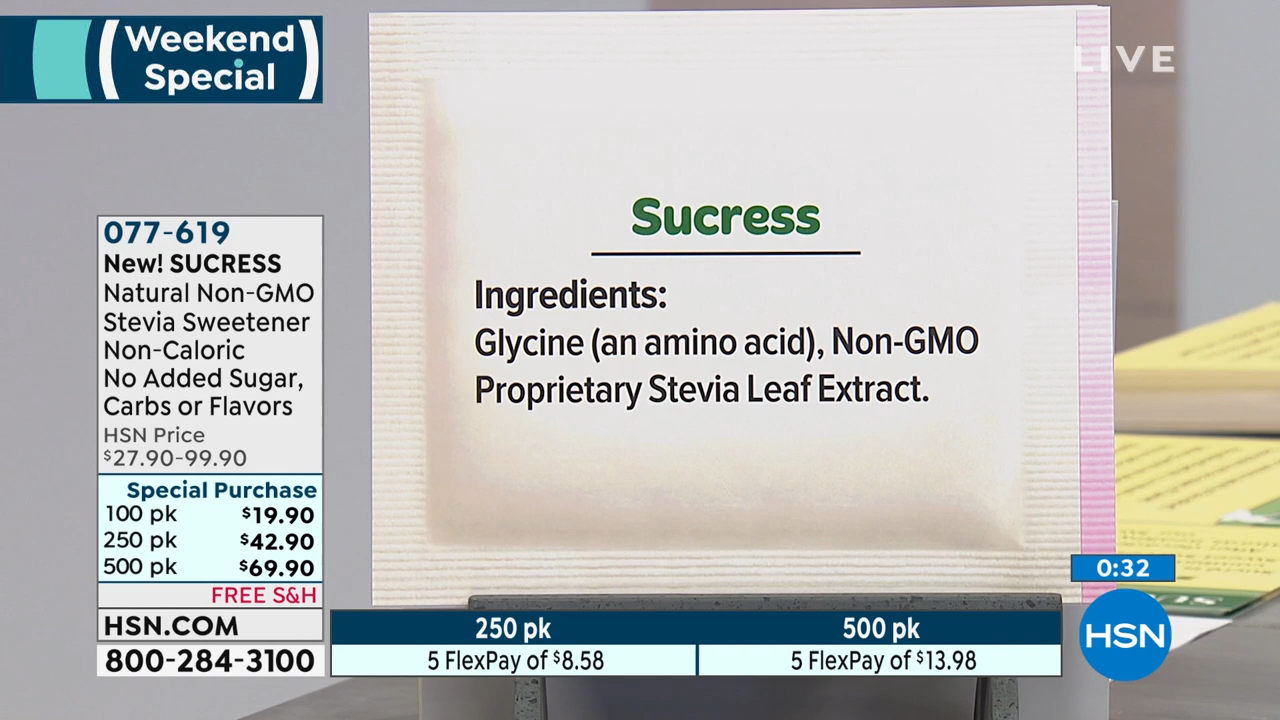 (Weekend
Special)
LIVE
077-619
New! SUCRESS
Natural Non-GMO
Stevia Sweetener
Non-Caloric
No Added Sugar,
Carbs or Flavors
HSN Price
$27.90-99.90
Special Purchase
100 pk $19.90
250 pk $42.90
500 pk $69.90
FREE S&H
HSN.COM
800-284-3100
Sucress
Ingredients:
Glycine (an amino acid), Non-GMO
Proprietary Stevia Leaf Extract.
0:32
250 pk 500 pk
5 FlexPay of $8.58 5 FlexPay of $13.98
HSN